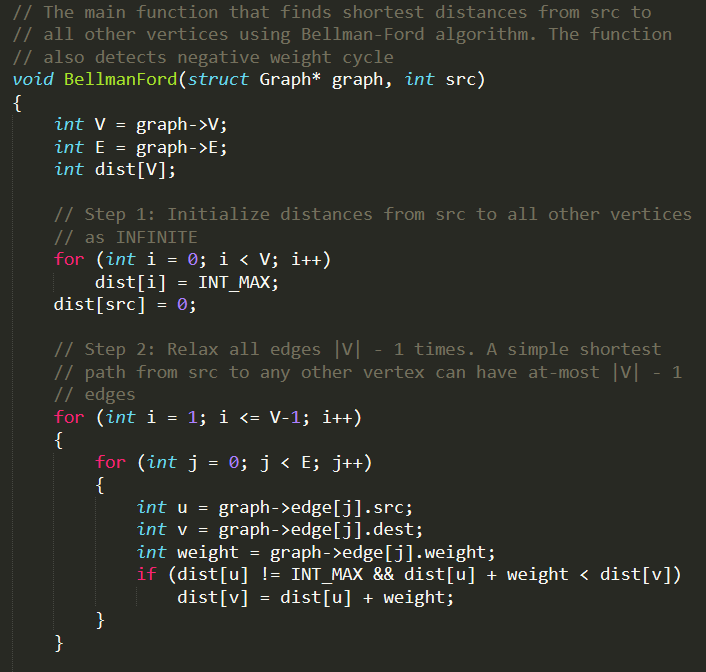 // The main function that finds shortest distances from src to
// all other vertices using Bellman-Ford algorithm. The function
// also detects negative weight cycle
void BellmanFord(struct Graph* graph, int src)
{
    int V = graph->V;
    int E = graph->E;
    int dist[V];
    // Step 1: Initialize distances from src to all other vertices
    // as INFINITE
    for (int i = 0; i < V; i++)
        dist[i] = INT_MAX;
    dist[src] = 0;
    // Step 2: Relax all edges |V| - 1 times. A simple shortest
    // path from src to any other vertex can have at-most |V| - 1
    // edges
    for (int i = 1; i <= V-1; i++)
    {
        for (int j = 0; j < E; j++)
        {
            int u = graph->edge[j].src;
            int v = graph->edge[j].dest;
            int weight = graph->edge[j].weight;
            if (dist[u] != INT_MAX && dist[u] + weight < dist[v])
                dist[v] = dist[u] + weight;
        }
    }